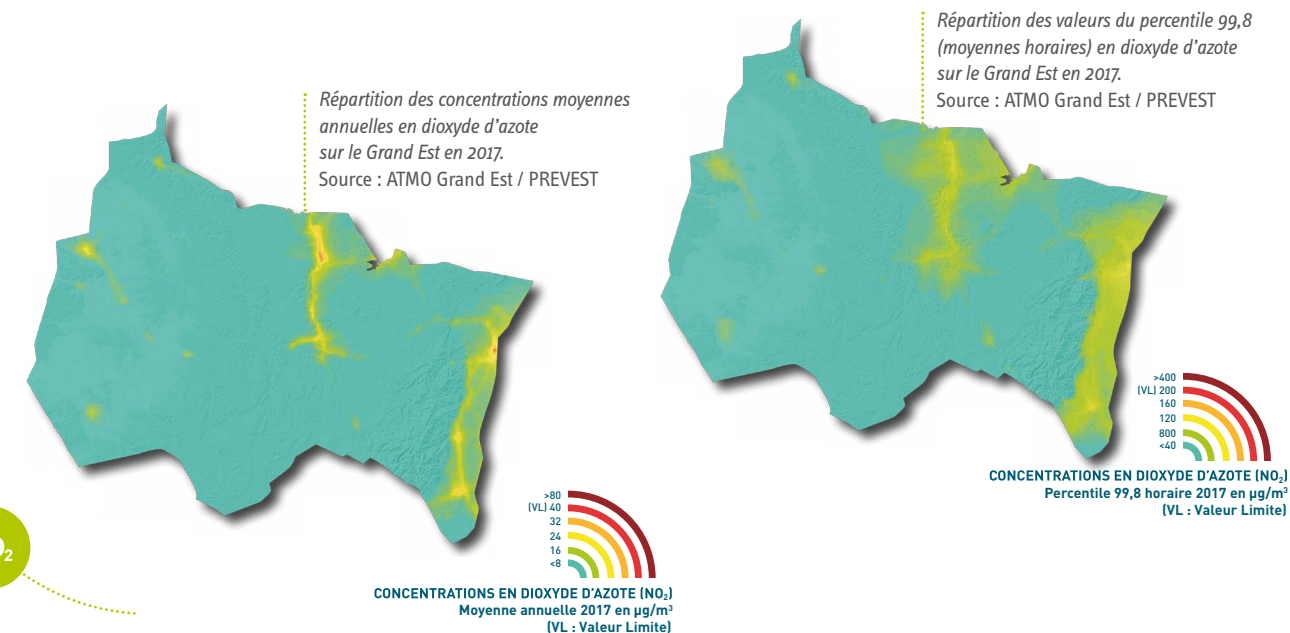 Répartition des concentrations moyennes
annuelles en dioxyde d'azote
sur le Grand Est en 2017.
Source : ATMO Grand Est / PREVEST
>80
(VL) 40
32
24
16
<8
CONCENTRATIONS EN DIOXYDE D'AZOTE (NO₂)
Moyenne annuelle 2017 en µg/m³
(VL : Valeur Limite)
Répartition des valeurs du percentile 99,8
(moyennes horaires) en dioxyde d'azote
sur le Grand Est en 2017.
Source : ATMO Grand Est / PREVEST
>400
(VL) 200
160
120
800
<40
CONCENTRATIONS EN DIOXYDE D'AZOTE (NO₂)
Percentile 99,8 horaire 2017 en µg/m³
(VL : Valeur Limite)